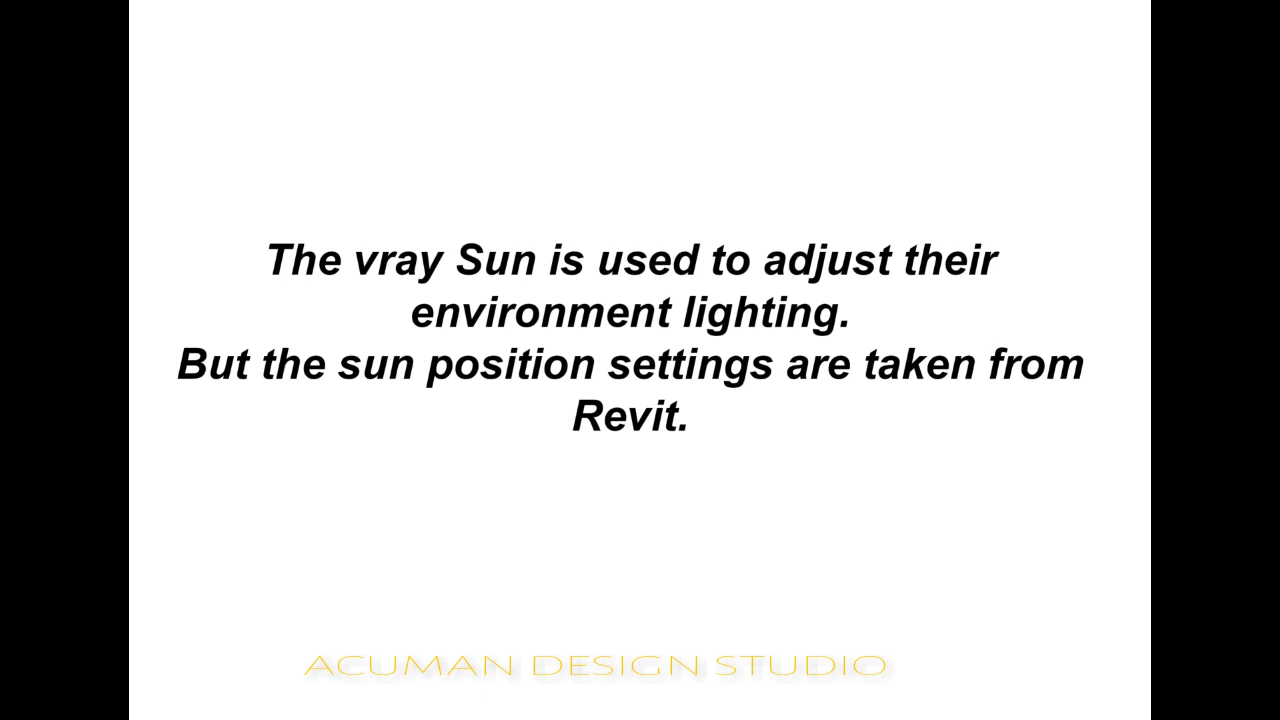 The vray Sun is used to adjust their
environment lighting.
But the sun position settings are taken from
Revit.
ACUMAN DESIGN STUDIO